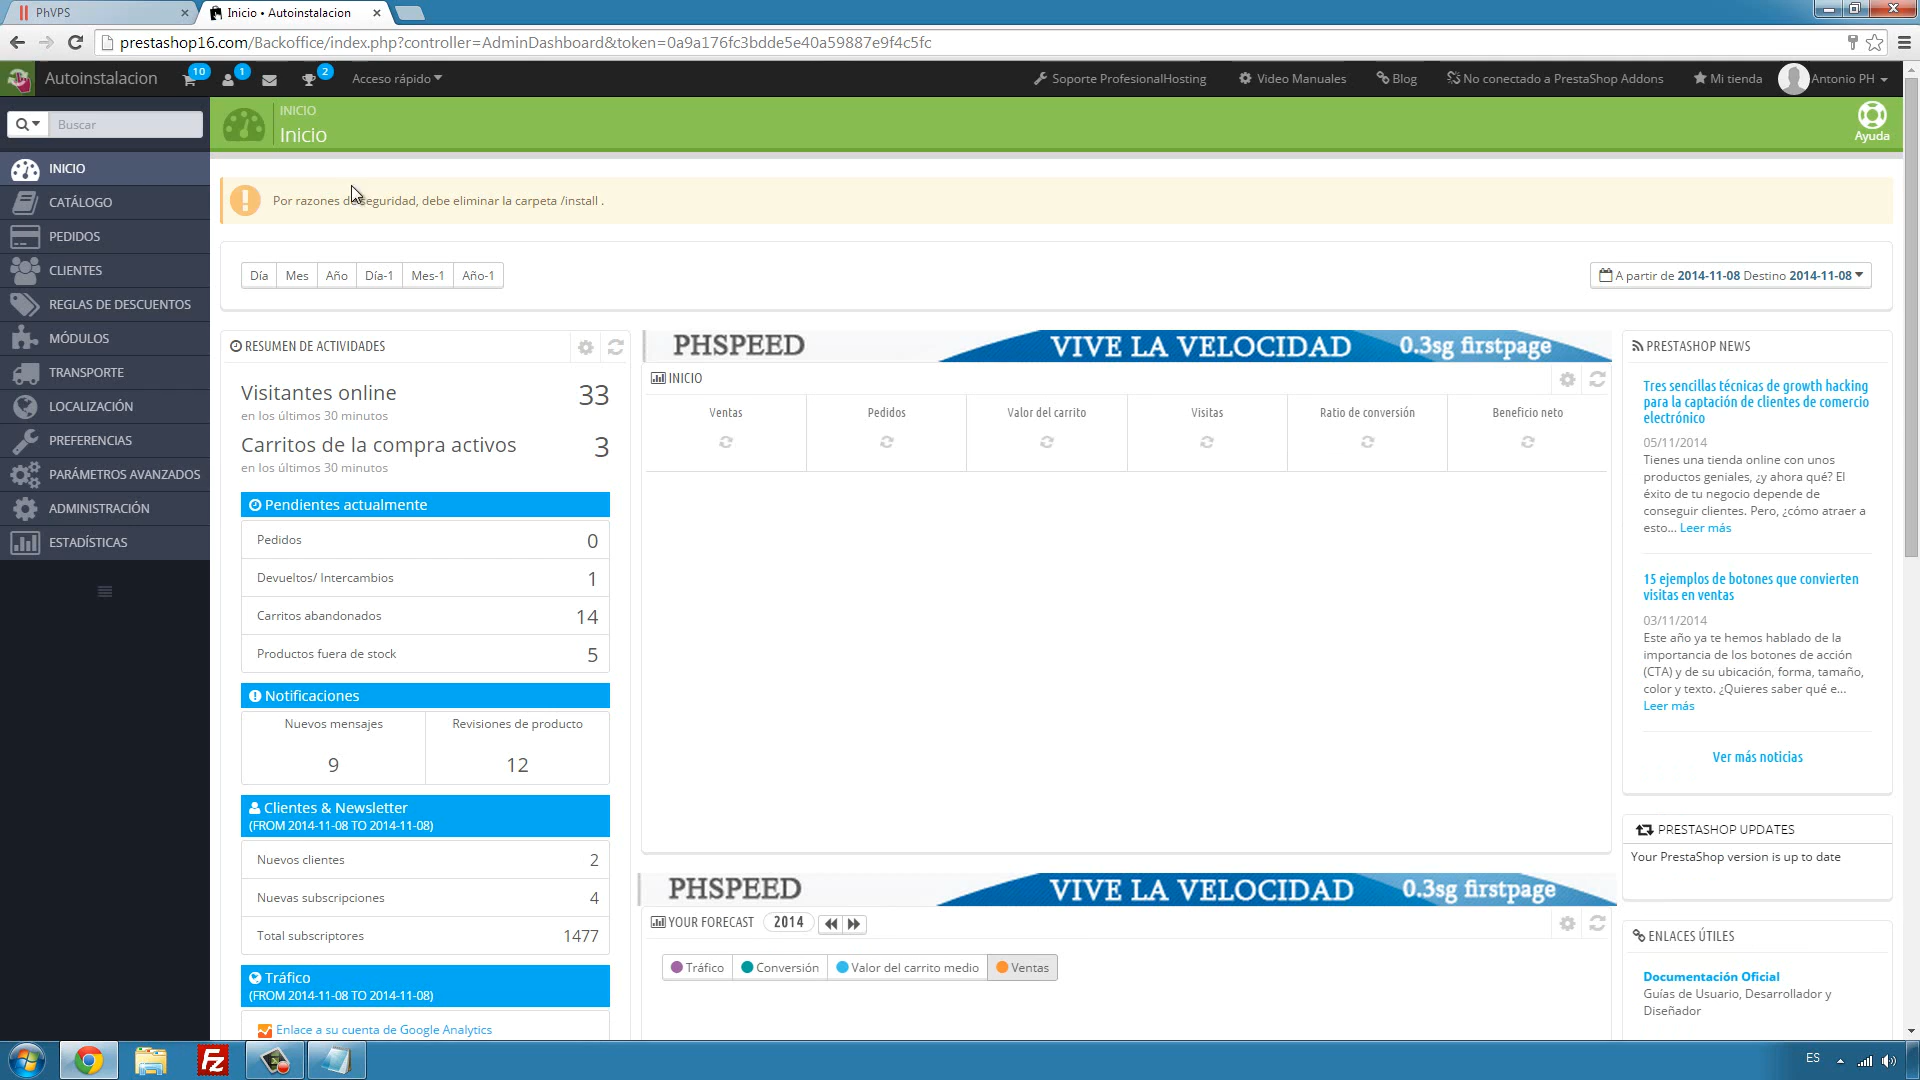 PhVPS
Inicio • Autoinstalacion
prestashop16.com/Backoffice/index.php?controller=AdminDashboard&token=0a9a176fc3bdde5e40a59887e9f4c5fc
Autoinstalacion
10
1
2
Acceso rápido
Soporte ProfesionalHosting
Video Manuales
Blog
No conectado a PrestaShop Addons
Mi tienda
Antonio PH
Buscar
INICIO
Inicio
Ayuda
INICIO
CATÁLOGO
PEDIDOS
CLIENTES
REGLAS DE DESCUENTOS
MÓDULOS
TRANSPORTE
LOCALIZACIÓN
PREFERENCIAS
PARÁMETROS AVANZADOS
ADMINISTRACIÓN
ESTADÍSTICAS
Por razones de seguridad, debe eliminar la carpeta /install .
Día
Mes
Año
Día-1
Mes-1
Año-1
A partir de 2014-11-08 Destino 2014-11-08
RESUMEN DE ACTIVIDADES
Visitantes online 33
en los últimos 30 minutos
Carritos de la compra activos 3
en los últimos 30 minutos
Pendientes actualmente
Pedidos 0
Devueltos/ Intercambios 1
Carritos abandonados 14
Productos fuera de stock 5
Notificaciones
Nuevos mensajes
Revisiones de producto
9
12
Clientes & Newsletter
(FROM 2014-11-08 TO 2014-11-08)
Nuevos clientes 2
Nuevas subscripciones 4
Total subscriptores 1477
Tráfico
(FROM 2014-11-08 TO 2014-11-08)
Enlace a su cuenta de Google Analytics
PHSPEED VIVE LA VELOCIDAD 0.3sg firstpage
INICIO
Ventas
Pedidos
Valor del carrito
Visitas
Ratio de conversión
Beneficio neto
PHSPEED VIVE LA VELOCIDAD 0.3sg firstpage
YOUR FORECAST 2014
Tráfico
Conversión
Valor del carrito medio
Ventas
PRESTASHOP NEWS
Tres sencillas técnicas de growth hacking
para la captación de clientes de comercio
electrónico
05/11/2014
Tienes una tienda online con unos
productos geniales, ¿y ahora qué? El
éxito de tu negocio depende de
conseguir clientes. Pero, ¿cómo atraer a
esto... Leer más
15 ejemplos de botones que convierten
visitas en ventas
03/11/2014
Este año ya te hemos hablado de la
importancia de los botones de acción
(CTA) y de su ubicación, forma, tamaño,
color y texto. ¿Quieres saber qué e...
Leer más
Ver más noticias
PRESTASHOP UPDATES
Your PrestaShop version is up to date
ENLACES ÚTILES
Documentación Oficial
Guías de Usuario, Desarrollador y
Diseñador
Fz
ES